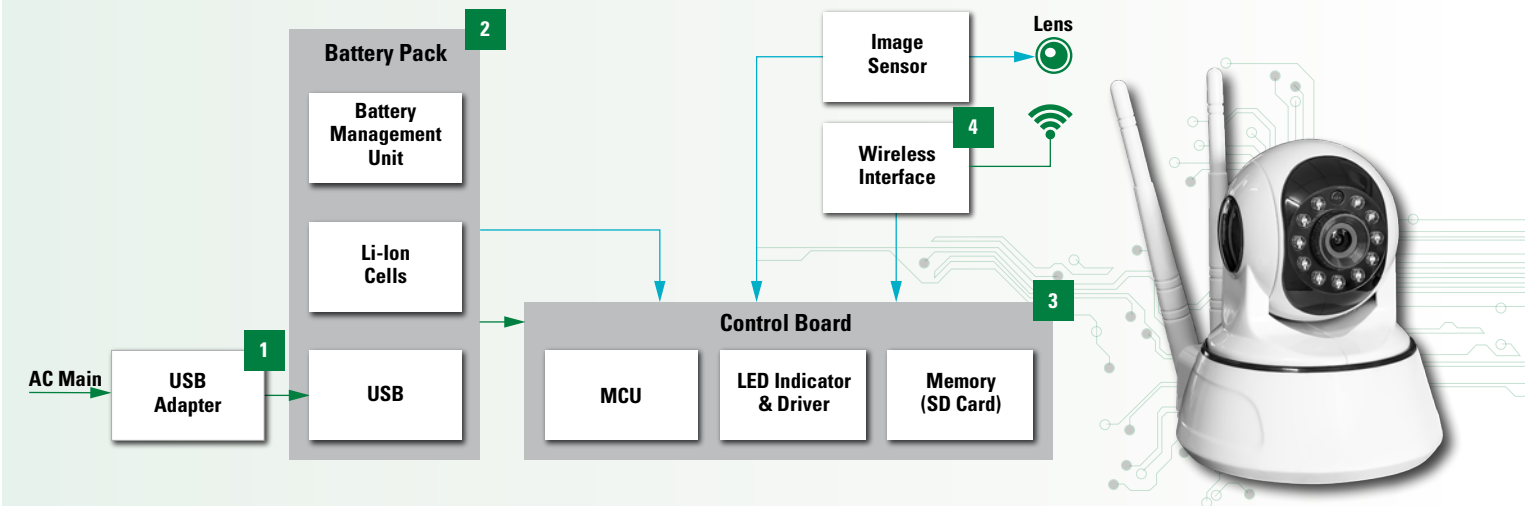 2
Battery Pack
Battery
Management
Unit
Li-Ion
Cells
USB
1
AC Main
USB
Adapter
Image
Sensor
Lens
4
Wireless
Interface
3
Control Board
MCU
LED Indicator
& Driver
Memory
(SD Card)